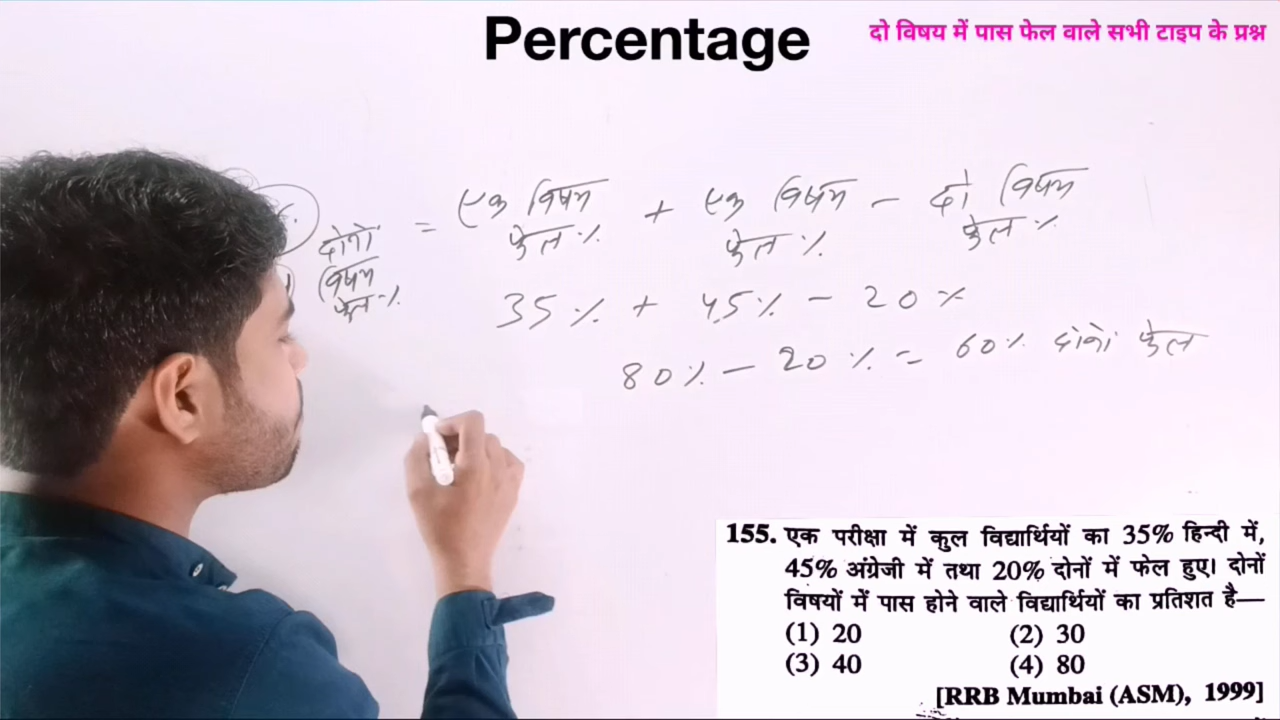 Percentage
दो विषय में पास फेल वाले सभी टाइप के प्रश्न
दोनों विषय फेल% = एक विषय फेल% + एक विषय फेल% - दो विषय फेल%
35% + 45% - 20%
80% - 20% = 60% दोनों फेल
155. एक परीक्षा में कुल विद्यार्थियों का 35% हिन्दी में,
45% अंग्रेजी में तथा 20% दोनों में फेल हुए। दोनों
विषयों में पास होने वाले विद्यार्थियों का प्रतिशत है—
(1) 20 (2) 30
(3) 40 (4) 80
[RRB Mumbai (ASM), 1999]